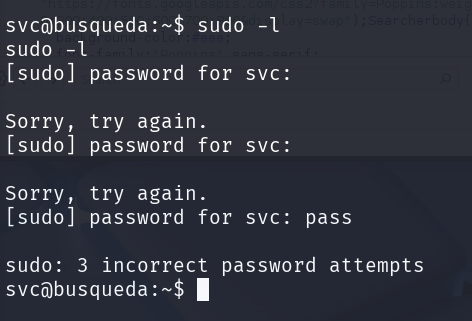 svc@busqueda:~$ sudo -l
sudo -l
[sudo] password for svc:
Sorry, try again.
[sudo] password for svc:
Sorry, try again.
[sudo] password for svc: pass
sudo: 3 incorrect password attempts
svc@busqueda:~$